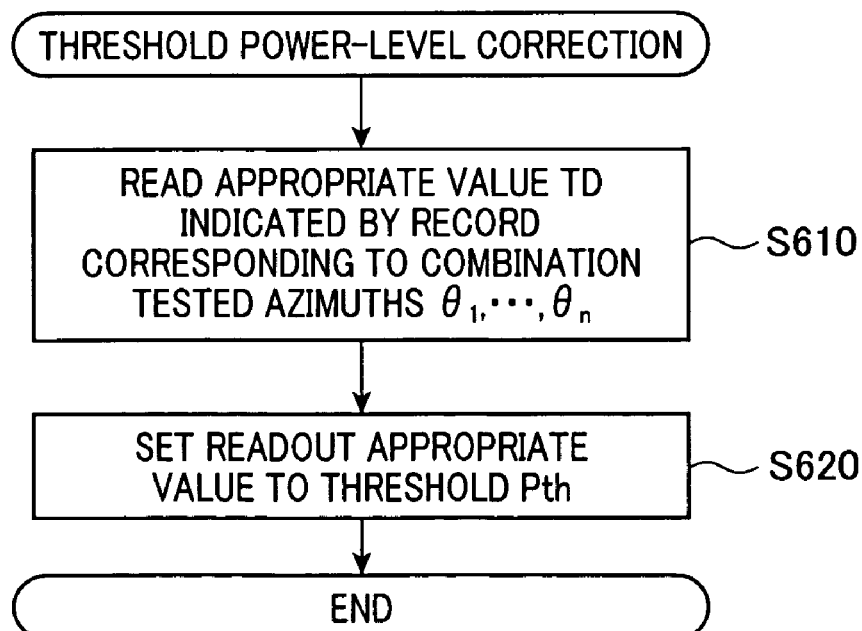 THRESHOLD POWER-LEVEL CORRECTION
READ APPROPRIATE VALUE TD
INDICATED BY RECORD
CORRESPONDING TO COMBINATION
TESTED AZIMUTHS θ₁,···,θₙ
S610
SET READOUT APPROPRIATE
VALUE TO THRESHOLD Pth
S620
END